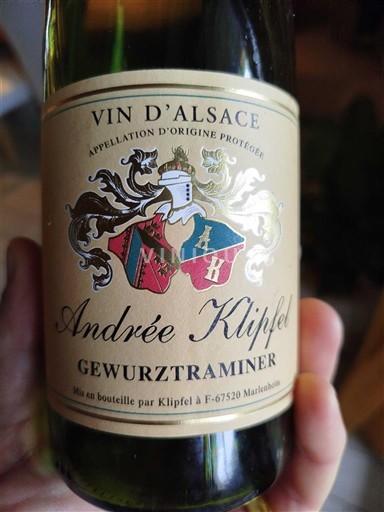 VIN D'ALSACE
APPELLATION D'ORIGINE PROTÉGÉE
A
K
Andrée Klipfel
GEWURZTRAMINER
Mis en bouteille par Klipfel à F-67520 Marlenheim